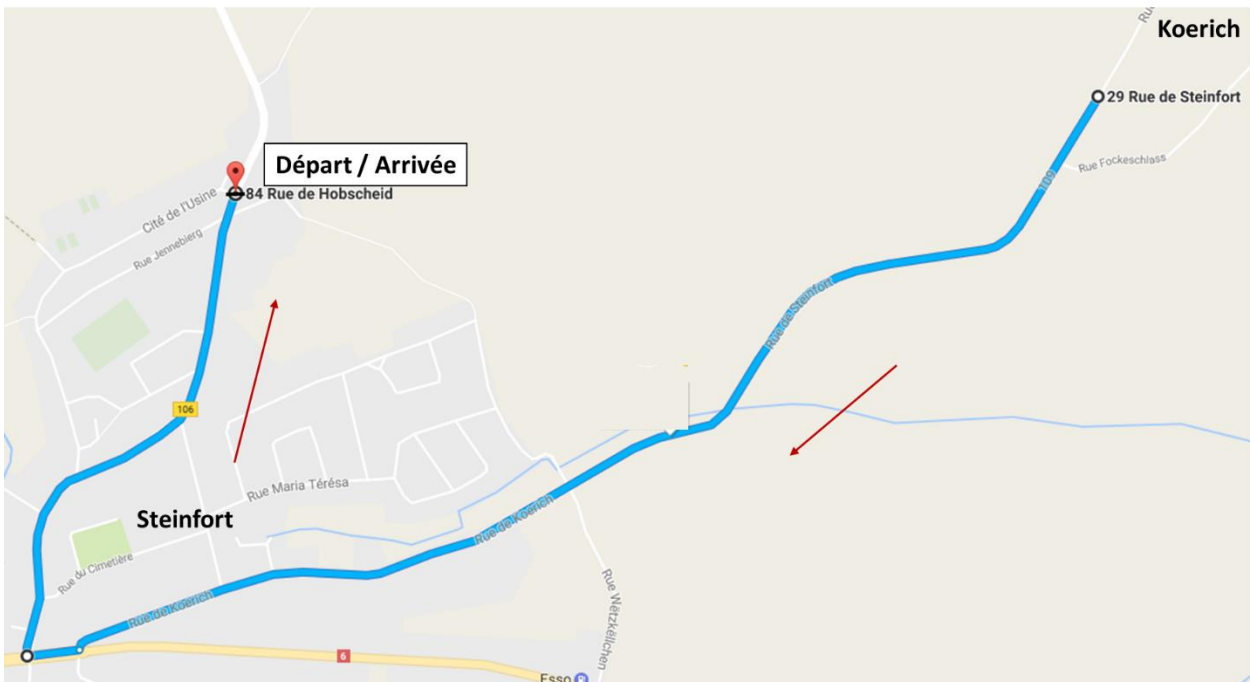 Ru
Koerich
29 Rue de Steinfort
Rue Fockeschlass
109
Départ / Arrivée
84 Rue de Hobscheid
Cité de l'Usine
Rue Jennebierg
Rue de Steinfort
106
Rue Maria Térésa
Steinfort
Rue de Koerich
Rue du Cimetière
Rue de Koerich
Rue Wëtzkëllchen
6
Esso